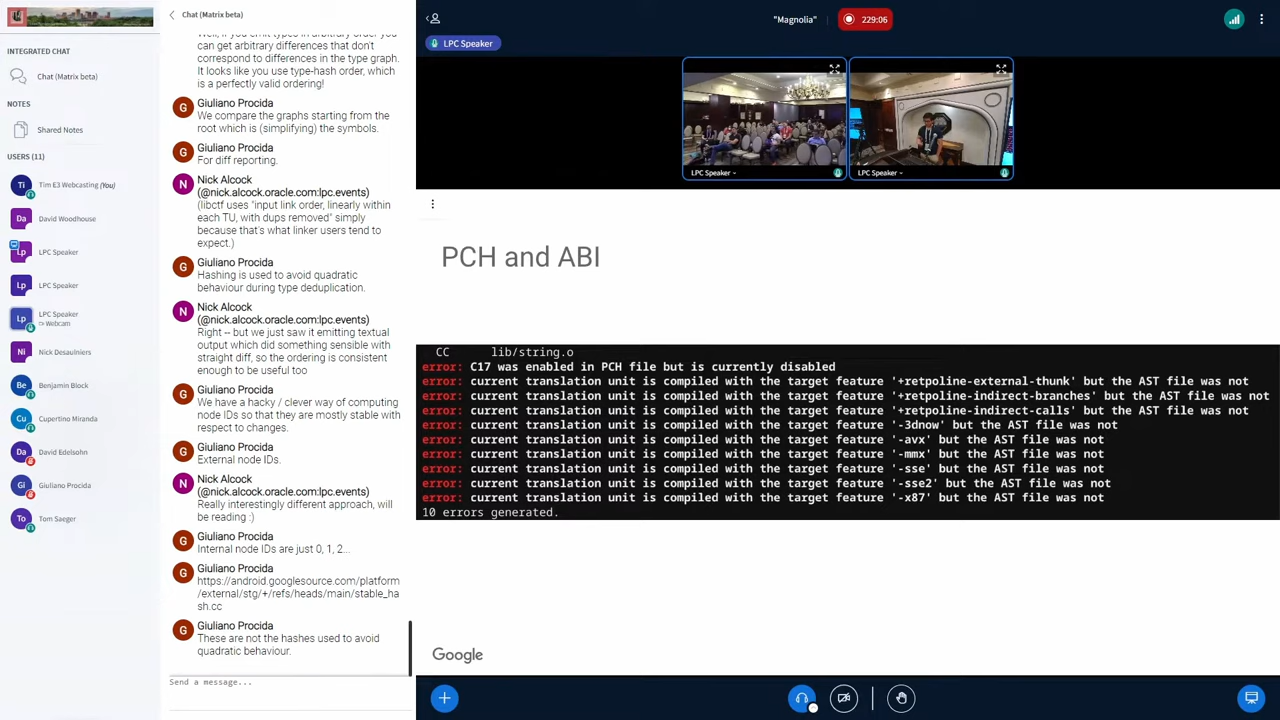 INTEGRATED CHAT
Chat (Matrix beta)
NOTES
Shared Notes
USERS (11)
Ti
Tim E3 Webcasting (You)
Da
David Woodhouse
Lp
LPC Speaker
Lp
LPC Speaker
Lp
LPC Speaker
Webcam
Ni
Nick Desaulniers
Be
Benjamin Block
Cu
Cupertino Miranda
Da
David Edelsohn
Gi
Giuliano Procida
To
Tom Saeger
Chat (Matrix beta)
Well, if you emit types in arbitrary order you
can get arbitrary differences that don't
correspond to differences in the type graph.
It looks like you use type-hash order, which
is a perfectly valid ordering!
G
Giuliano Procida
We compare the graphs starting from the
root which is (simplifying) the symbols.
G
Giuliano Procida
For diff reporting.
N
Nick Alcock
(@nick.alcock.oracle.com:lpc.events)
(libctf uses "input link order, linearly within
each TU, with dups removed" simply
because that's what linker users tend to
expect.)
G
Giuliano Procida
Hashing is used to avoid quadratic
behaviour during type deduplication.
N
Nick Alcock
(@nick.alcock.oracle.com:lpc.events)
Right -- but we just saw it emitting textual
output which did something sensible with
straight diff, so the ordering is consistent
enough to be useful too
G
Giuliano Procida
We have a hacky / clever way of computing
node IDs so that they are mostly stable with
respect to changes.
G
Giuliano Procida
External node IDs.
N
Nick Alcock
(@nick.alcock.oracle.com:lpc.events)
Really interestingly different approach, will
be reading :)
G
Giuliano Procida
Internal node IDs are just 0, 1, 2...
G
Giuliano Procida
https://android.googlesource.com/platform
/external/stg/+/refs/heads/main/stable_ha
sh.cc
G
Giuliano Procida
These are not the hashes used to avoid
quadratic behaviour.
Send a message...
"Magnolia"
229:06
LPC Speaker
LPC Speaker
LPC Speaker
PCH and ABI
CC lib/string.o
error: C17 was enabled in PCH file but is currently disabled
error: current translation unit is compiled with the target feature '+retpoline-external-thunk' but the AST file was not
error: current translation unit is compiled with the target feature '+retpoline-indirect-branches' but the AST file was not
error: current translation unit is compiled with the target feature '+retpoline-indirect-calls' but the AST file was not
error: current translation unit is compiled with the target feature '-3dnow' but the AST file was not
error: current translation unit is compiled with the target feature '-avx' but the AST file was not
error: current translation unit is compiled with the target feature '-mmx' but the AST file was not
error: current translation unit is compiled with the target feature '-sse' but the AST file was not
error: current translation unit is compiled with the target feature '-sse2' but the AST file was not
error: current translation unit is compiled with the target feature '-x87' but the AST file was not
10 errors generated.
Google